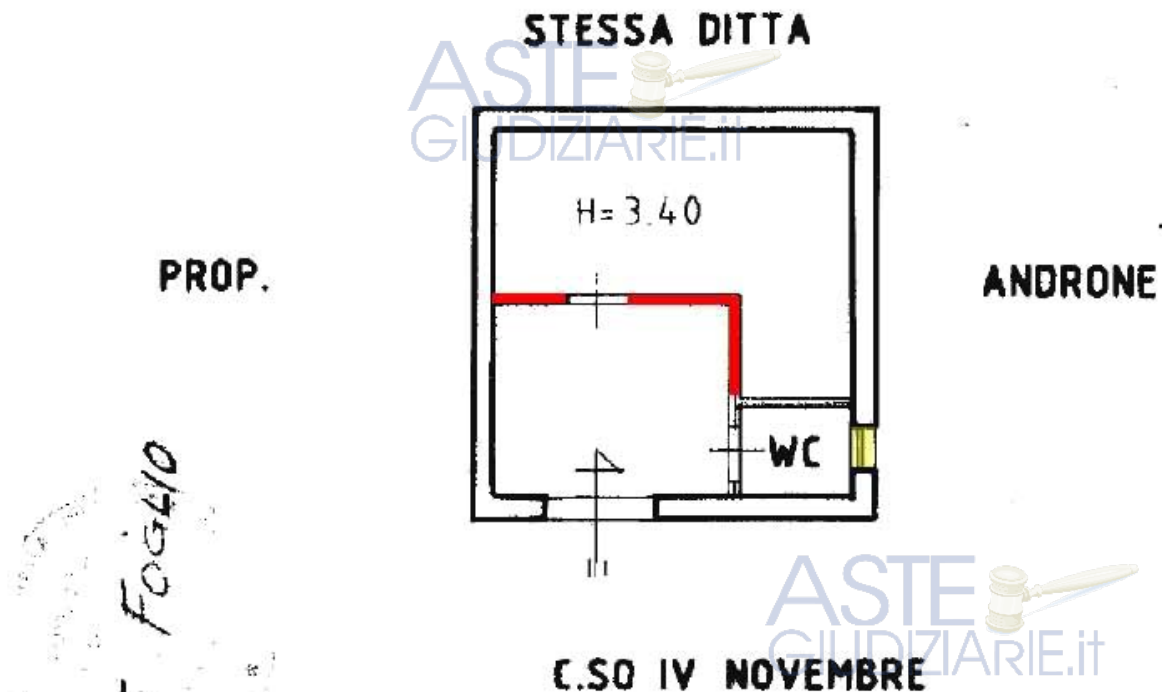 STESSA DITTA
ASTE
GIUDIZIARIE.it
H= 3.40
PROP.
ANDRONE
WC
FOGLIO
ASTE
GIUDIZIARIE.it
C.SO IV NOVEMBRE